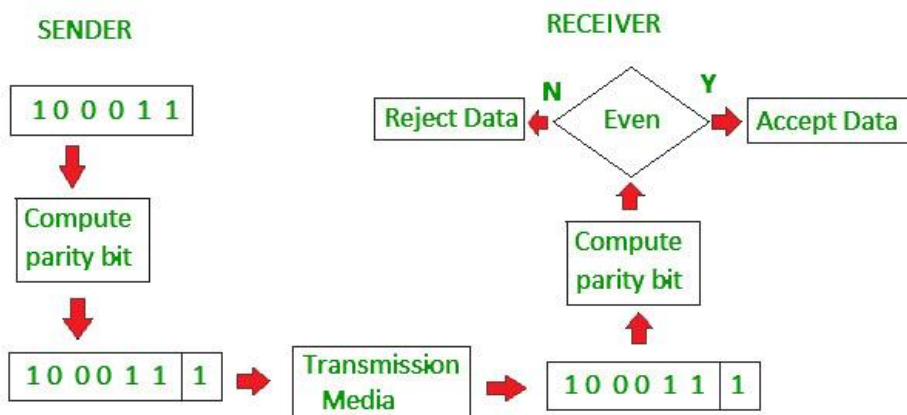 SENDER
1 0 0 0 1 1
Compute
parity bit
1 0 0 0 1 1 1
Transmission
Media
RECEIVER
1 0 0 0 1 1 1
Compute
parity bit
Even
N
Y
Reject Data
Accept Data